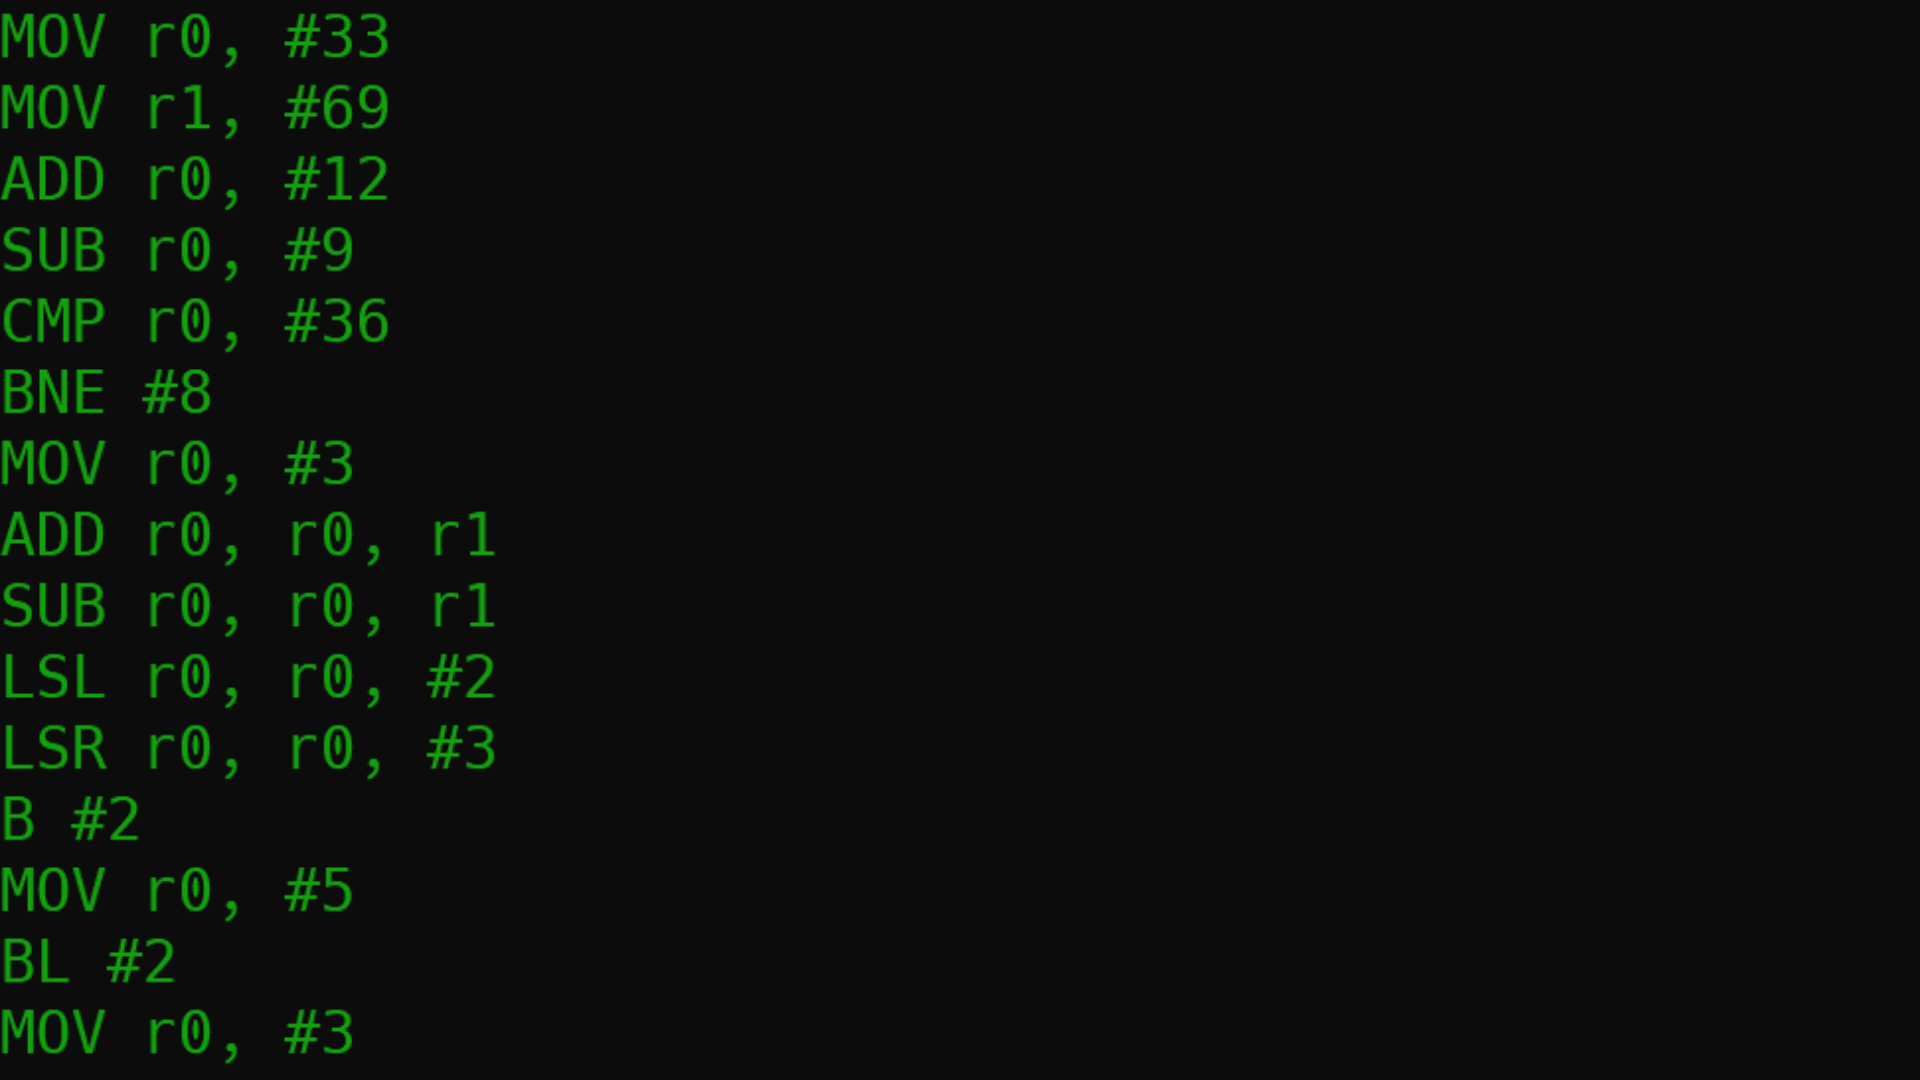 MOV r0, #33
MOV r1, #69
ADD r0, #12
SUB r0, #9
CMP r0, #36
BNE #8
MOV r0, #3
ADD r0, r0, r1
SUB r0, r0, r1
LSL r0, r0, #2
LSR r0, r0, #3
B #2
MOV r0, #5
BL #2
MOV r0, #3